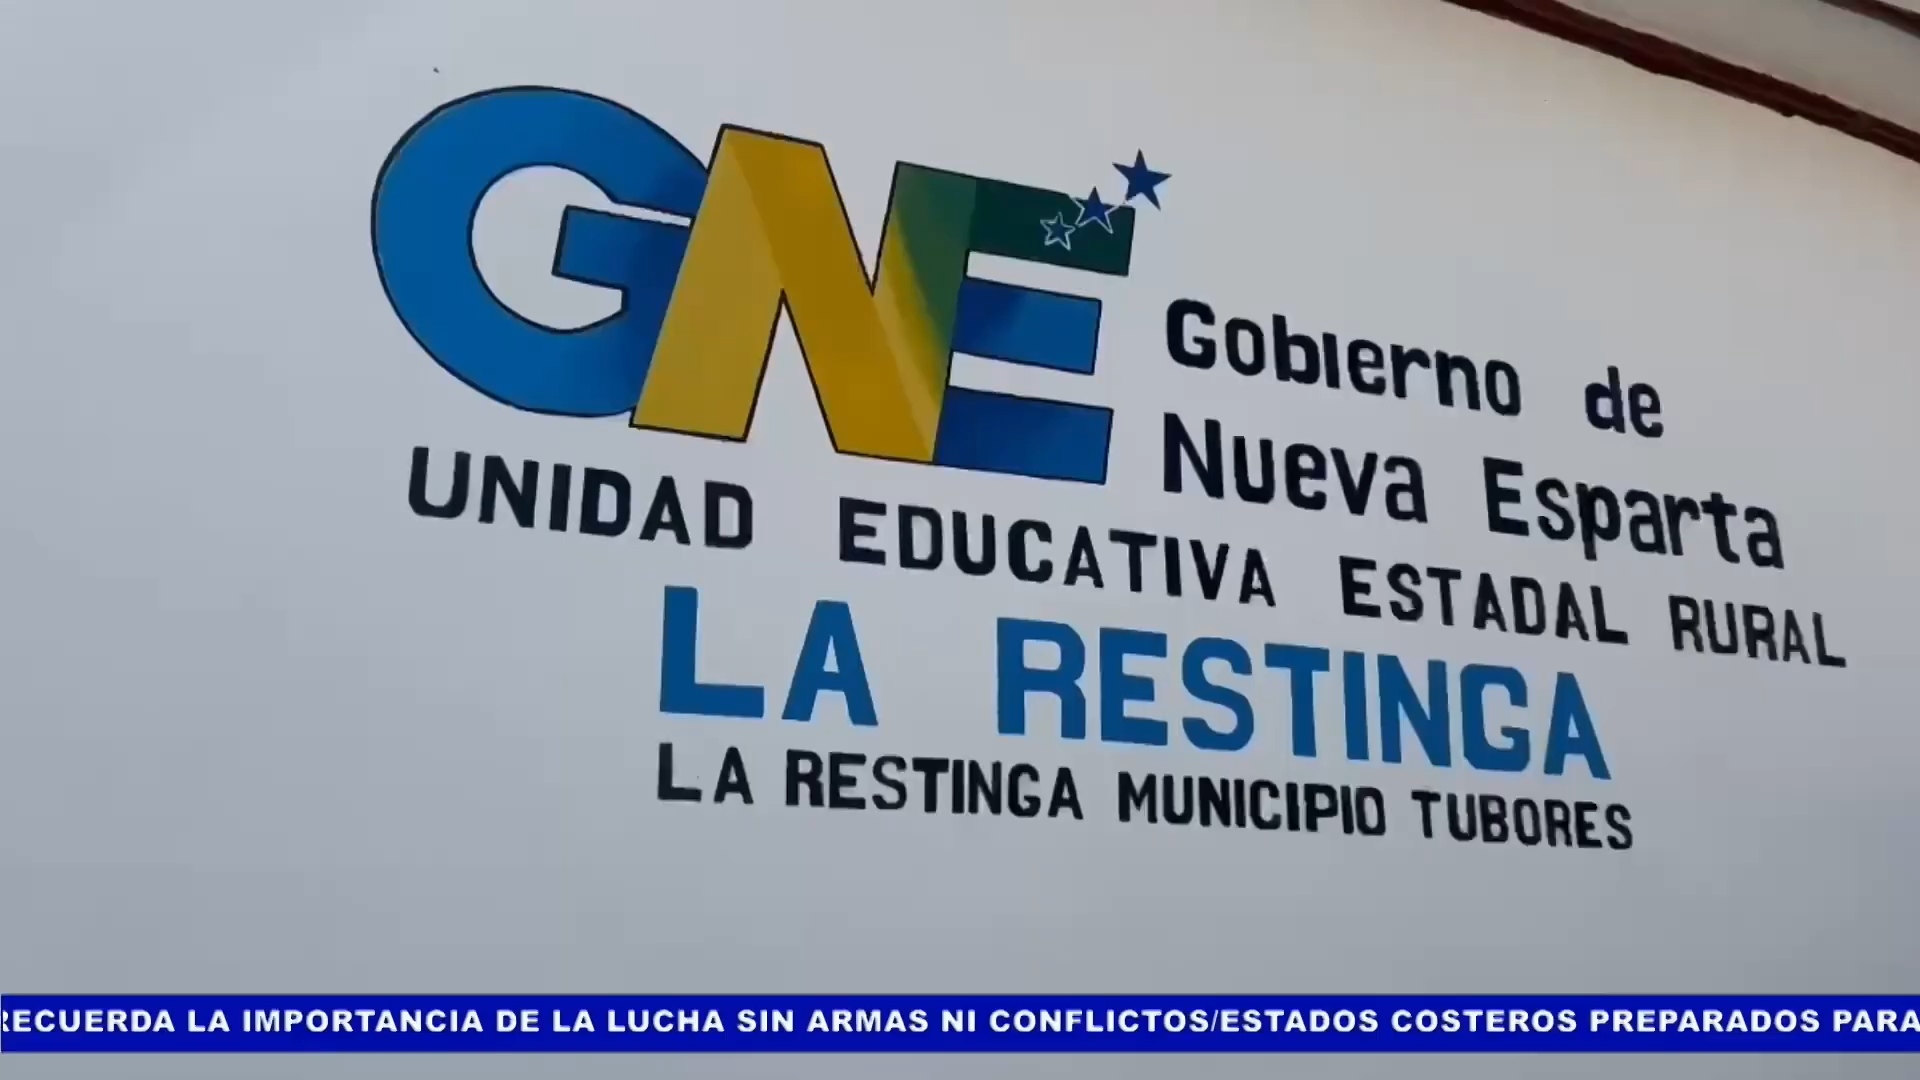 GNE
Gobierno de
Nueva Esparta
UNIDAD EDUCATIVA ESTADAL RURAL
LA RESTINGA
LA RESTINGA MUNICIPIO TUBORES
RECUERDA LA IMPORTANCIA DE LA LUCHA SIN ARMAS NI CONFLICTOS/ESTADOS COSTEROS PREPARADOS PARA